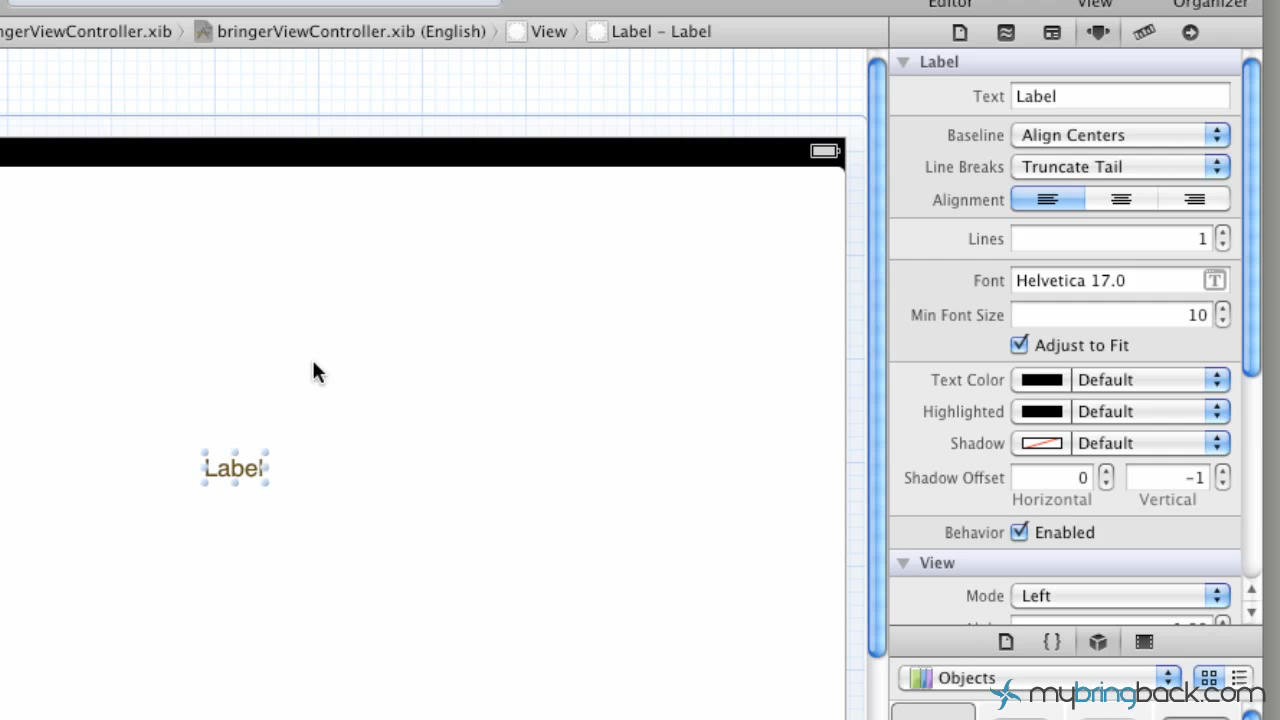 Editor View Organizer
ngerViewController.xib bringerViewController.xib (English) View Label – Label
Label
Text Label
Baseline Align Centers
Line Breaks Truncate Tail
Alignment
Lines 1
Font Helvetica 17.0 T
Min Font Size 10
Adjust to Fit
Text Color Default
Highlighted Default
Shadow Default
Label
Shadow Offset 0 -1
Horizontal Vertical
Behavior Enabled
View
Mode Left
{ }
Objects
mybringback.com